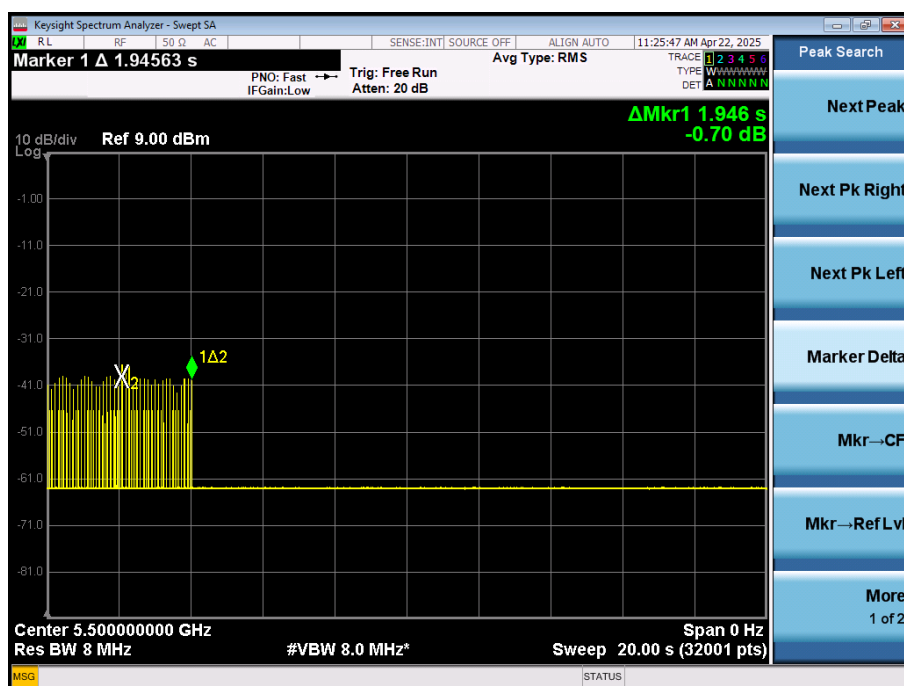 Keysight Spectrum Analyzer - Swept SA
LXI RL RF 50 Ω AC SENSE:INT SOURCE OFF ALIGN AUTO 11:25:47 AM Apr 22, 2025
Marker 1 Δ 1.94563 s
PNO: Fast
IFGain:Low
Trig: Free Run
Atten: 20 dB
Avg Type: RMS
TRACE 1 2 3 4 5 6
TYPE WWWWWW
DET A N N N N N
ΔMkr1 1.946 s
-0.70 dB
10 dB/div Ref 9.00 dBm
Log
-1.00
-11.0
-21.0
-31.0
-41.0
-51.0
-61.0
-71.0
-81.0
1Δ2
2
Center 5.500000000 GHz Span 0 Hz
Res BW 8 MHz #VBW 8.0 MHz* Sweep 20.00 s (32001 pts)
MSG STATUS
Peak Search
Next Peak
Next Pk Right
Next Pk Left
Marker Delta
Mkr→CF
Mkr→Ref Lvl
More
1 of 2